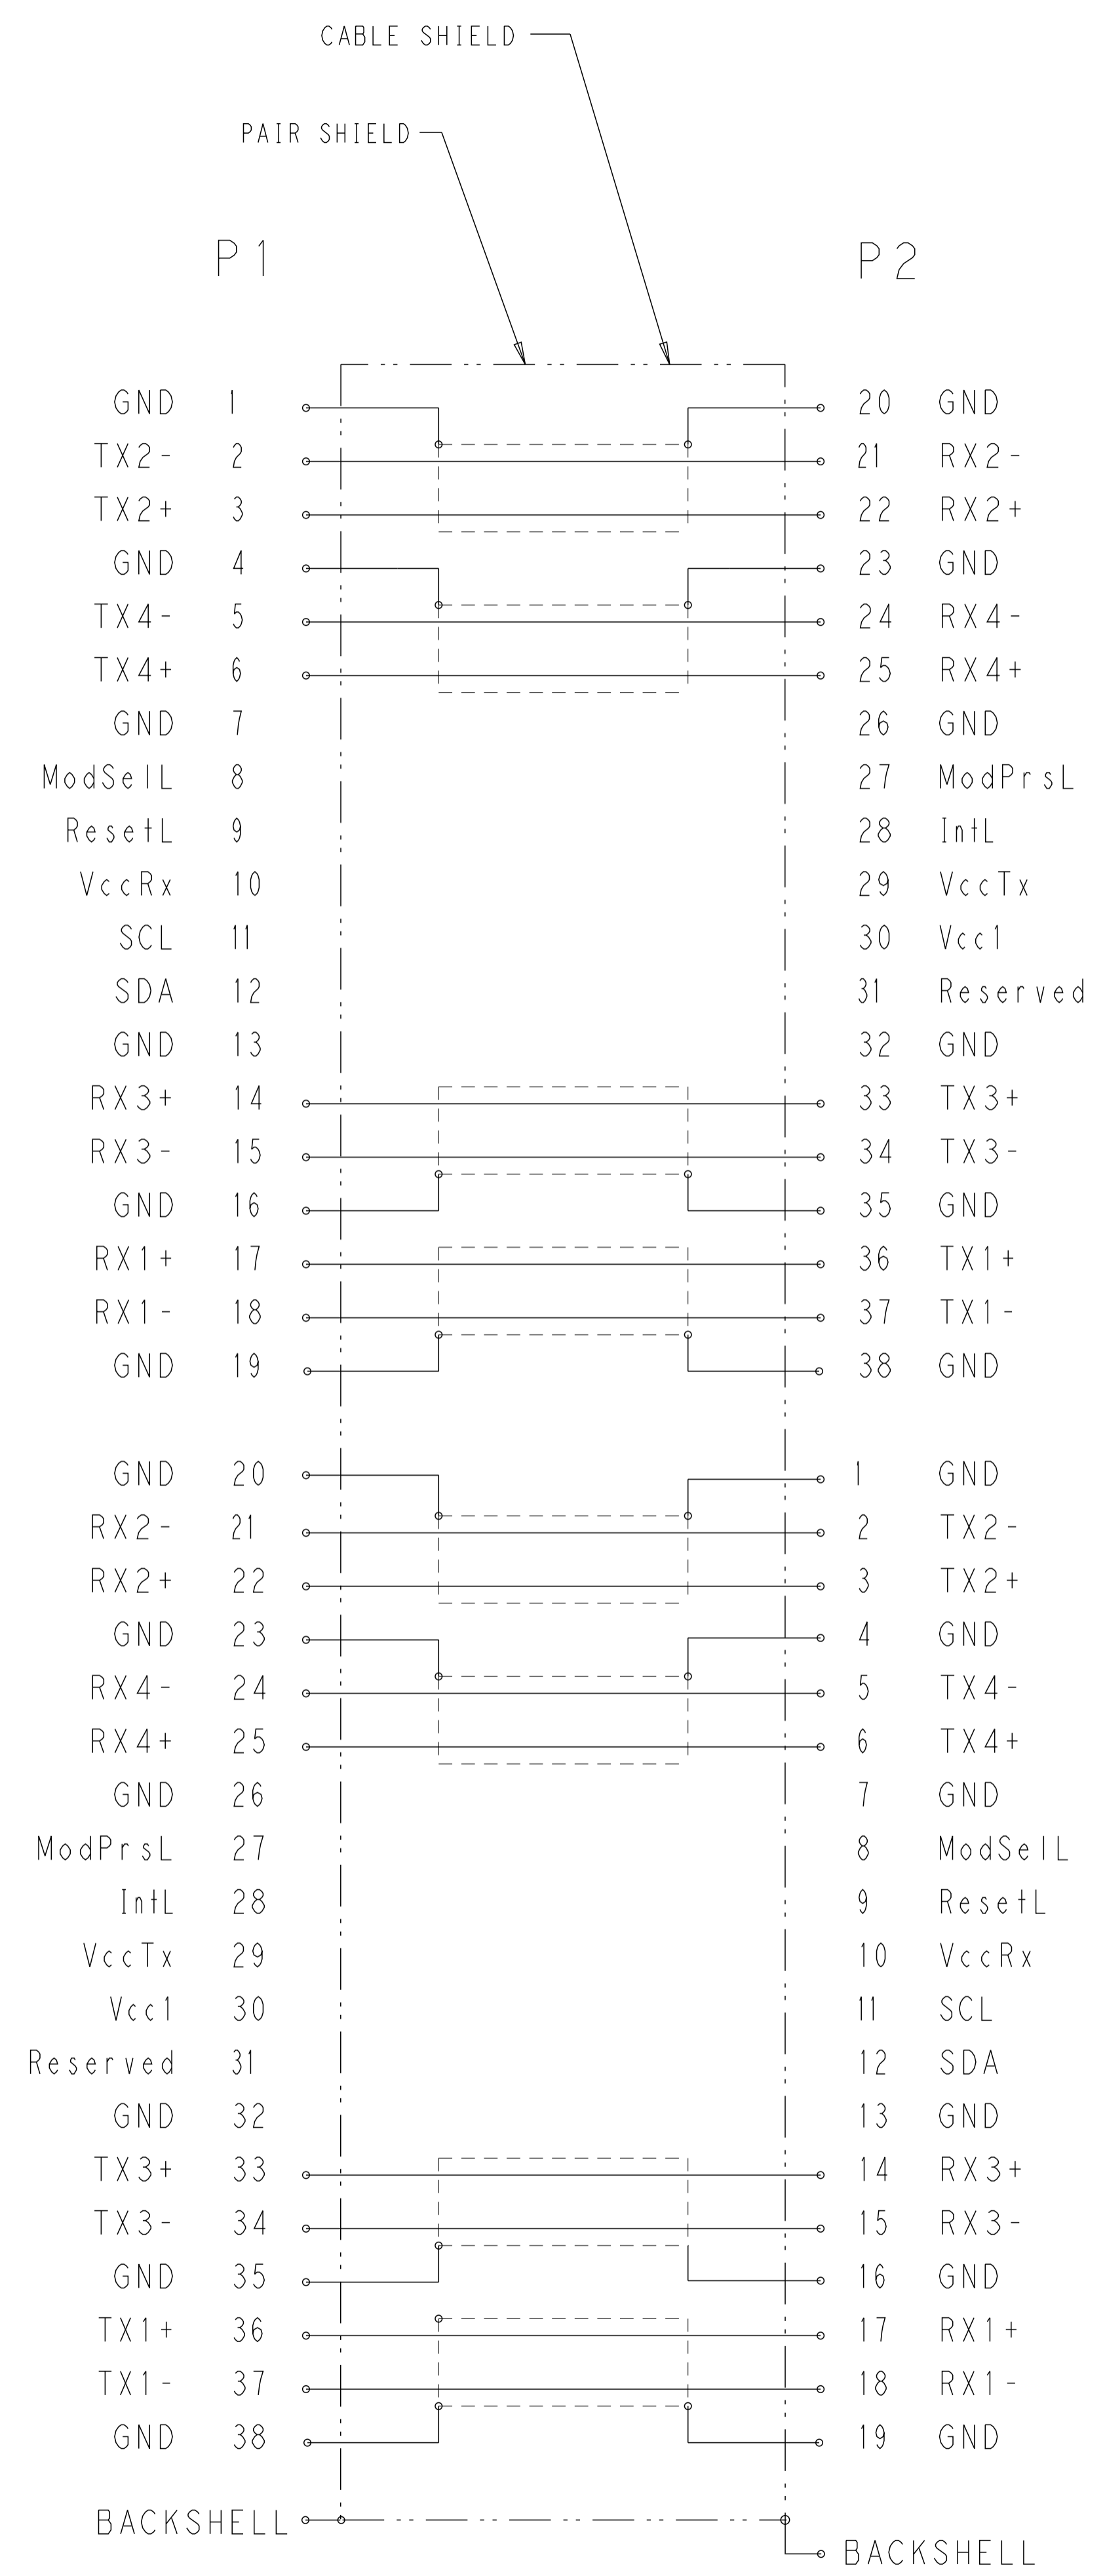 CABLE SHIELD
PAIR SHIELD
P1 P2
GND 1 20 GND
TX2- 2 21 RX2-
TX2+ 3 22 RX2+
GND 4 23 GND
TX4- 5 24 RX4-
TX4+ 6 25 RX4+
GND 7 26 GND
ModSelL 8 27 ModPrsL
ResetL 9 28 IntL
VccRx 10 29 VccTx
SCL 11 30 Vcc1
SDA 12 31 Reserved
GND 13 32 GND
RX3+ 14 33 TX3+
RX3- 15 34 TX3-
GND 16 35 GND
RX1+ 17 36 TX1+
RX1- 18 37 TX1-
GND 19 38 GND
GND 20 1 GND
RX2- 21 2 TX2-
RX2+ 22 3 TX2+
GND 23 4 GND
RX4- 24 5 TX4-
RX4+ 25 6 TX4+
GND 26 7 GND
ModPrsL 27 8 ModSelL
IntL 28 9 ResetL
VccTx 29 10 VccRx
Vcc1 30 11 SCL
Reserved 31 12 SDA
GND 32 13 GND
TX3+ 33 14 RX3+
TX3- 34 15 RX3-
GND 35 16 GND
TX1+ 36 17 RX1+
TX1- 37 18 RX1-
GND 38 19 GND
BACKSHELL
BACKSHELL